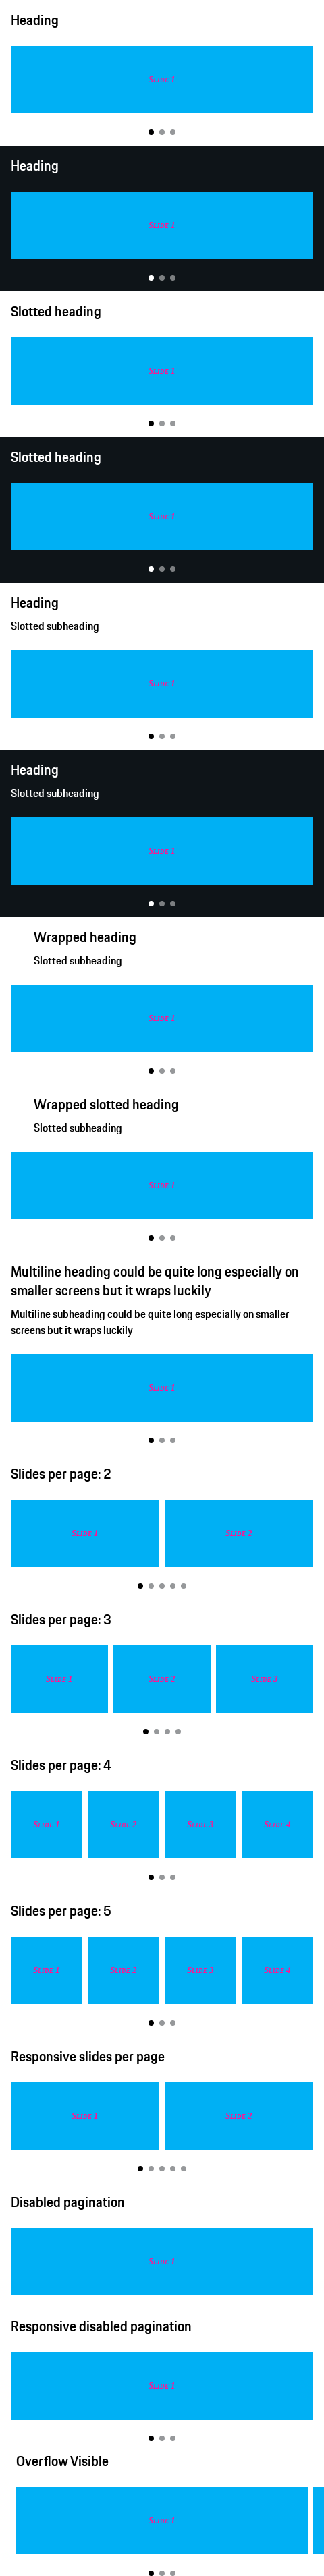 Heading
Slide 1
Heading
Slide 1
Slotted heading
Slide 1
Slotted heading
Slide 1
Heading
Slotted subheading
Slide 1
Heading
Slotted subheading
Slide 1
Wrapped heading
Slotted subheading
Slide 1
Wrapped slotted heading
Slotted subheading
Slide 1
Multiline heading could be quite long especially on
smaller screens but it wraps luckily
Multiline subheading could be quite long especially on smaller
screens but it wraps luckily
Slide 1
Slides per page: 2
Slide 1 Slide 2
Slides per page: 3
Slide 1 Slide 2 Slide 3
Slides per page: 4
Slide 1 Slide 2 Slide 3 Slide 4
Slides per page: 5
Slide 1 Slide 2 Slide 3 Slide 4
Responsive slides per page
Slide 1 Slide 2
Disabled pagination
Slide 1
Responsive disabled pagination
Slide 1
Overflow Visible
Slide 1